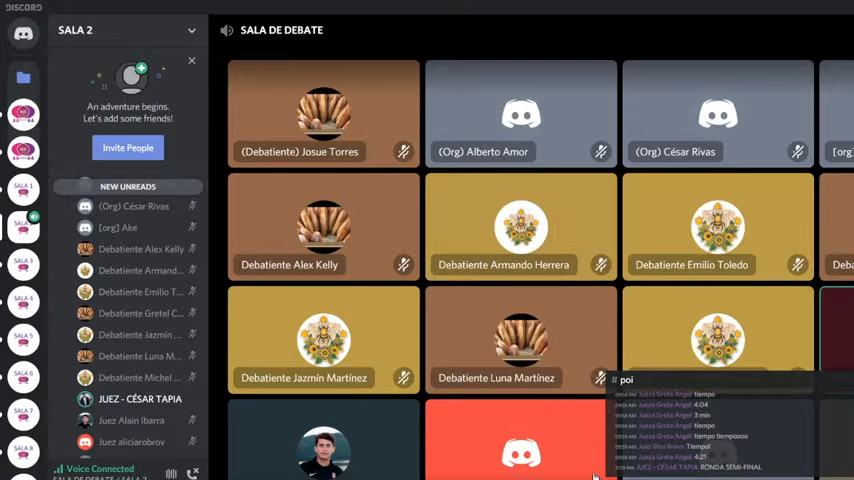 DISCORD
SALA 2
SALA DE DEBATE
An adventure begins.
Let's add some friends!
Invite People
NEW UNREADS
(Org) César Rivas
[org] Ake
Debatiente Alex Kelly
Debatiente Armand...
Debatiente Emilio T...
Debatiente Gretel C...
Debatiente Jazmín ...
Debatiente Luna M...
Debatiente Michel ...
JUEZ - CÉSAR TAPIA
Juez Alain Ibarra
Juez aliciarobrov
Voice Connected
SALA DE DEBATE / SALA 2
SALA 1
SALA 3
SALA 4
SALA 5
SALA 6
SALA 7
SALA 8
(Debatiente) Josue Torres
(Org) Alberto Amor
(Org) César Rivas
[org]
Debatiente Alex Kelly
Debatiente Armando Herrera
Debatiente Emilio Toledo
Deba
Debatiente Jazmín Martínez
Debatiente Luna Martínez
# poi
Jueza Greta Angel tiempo
Jueza Greta Angel 4:04
Jueza Greta Angel 3 min
Jueza Greta Angel tiempo
Jueza Greta Angel tiempo tiempoooo
Tiempo!
Jueza Greta Angel 4:21
JUEZ - CÉSAR TAPIA RONDA SEMI-FINAL